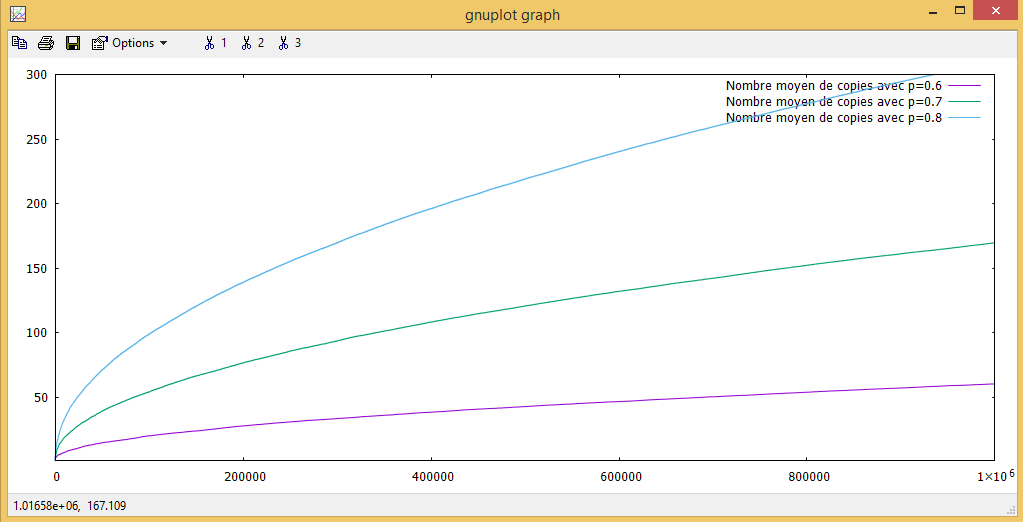 gnuplot graph
Options 1 2 3
300
250
200
150
100
50
Nombre moyen de copies avec p=0.6
Nombre moyen de copies avec p=0.7
Nombre moyen de copies avec p=0.8
0 200000 400000 600000 800000 1×10⁶
1.01658e+06, 167.109